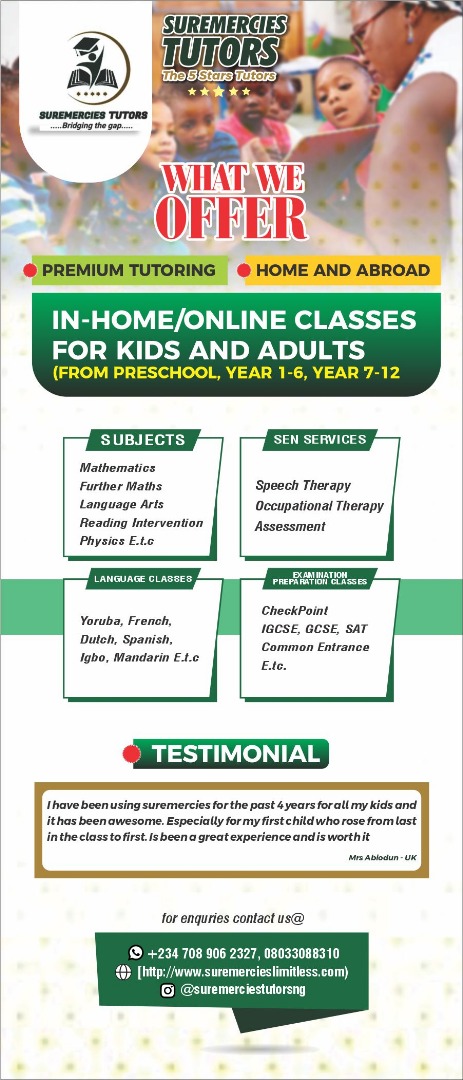 SUREMERCIES TUTORS
.....Bridging the gap.....
SUREMERCIES
TUTORS
The 5 Stars Tutors
WHAT WE
OFFER
PREMIUM TUTORING
HOME AND ABROAD
IN-HOME/ONLINE CLASSES
FOR KIDS AND ADULTS
(FROM PRESCHOOL, YEAR 1-6, YEAR 7-12
SUBJECTS
Mathematics
Further Maths
Language Arts
Reading Intervention
Physics E.t.c
SEN SERVICES
Speech Therapy
Occupational Therapy
Assessment
LANGUAGE CLASSES
Yoruba, French,
Dutch, Spanish,
Igbo, Mandarin E.t.c
EXAMINATION
PREPARATION CLASSES
CheckPoint
IGCSE, GCSE, SAT
Common Entrance
E.tc.
TESTIMONIAL
I have been using suremercies for the past 4 years for all my kids and
it has been awesome. Especially for my first child who rose from last
in the class to first. Is been a great experience and is worth it
Mrs Abiodun - UK
for enquries contact us@
+234 708 906 2327, 08033088310
[http://www.suremercieslimitless.com)
@suremerciestutorsng